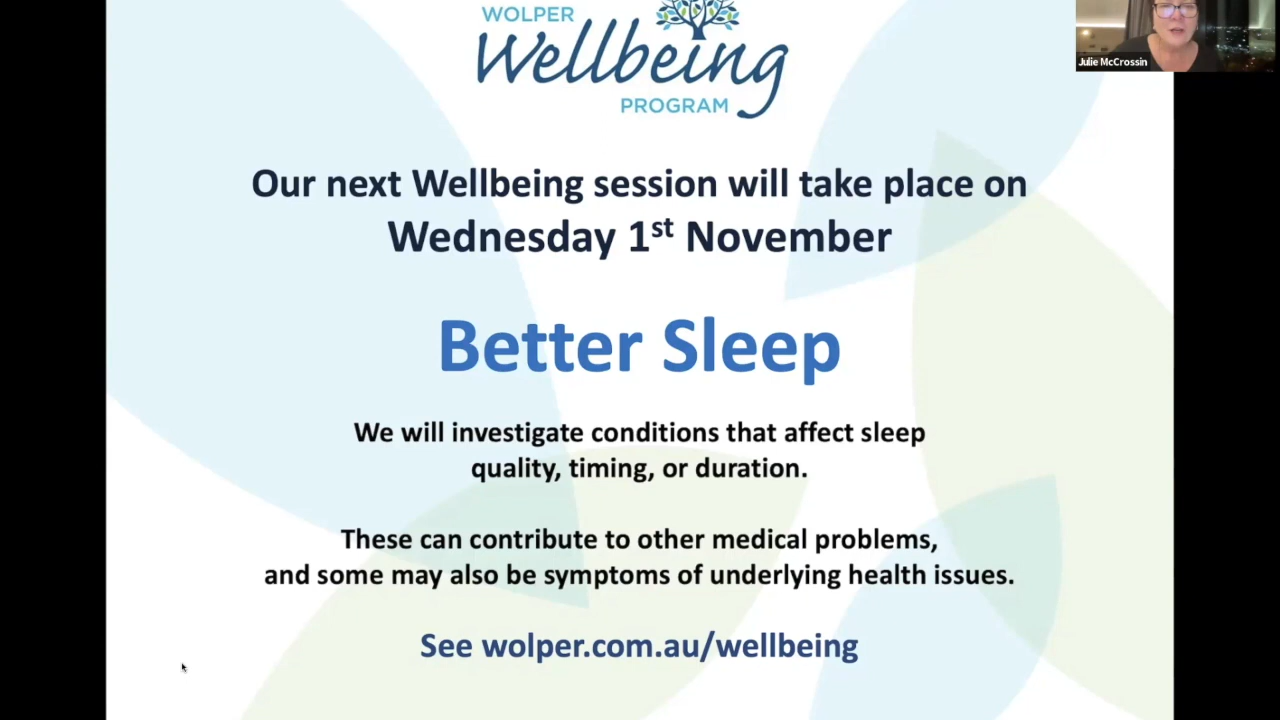 WOLPER
Wellbeing
PROGRAM
Julie McCrossin
Our next Wellbeing session will take place on
Wednesday 1st November
Better Sleep
We will investigate conditions that affect sleep
quality, timing, or duration.
These can contribute to other medical problems,
and some may also be symptoms of underlying health issues.
See wolper.com.au/wellbeing